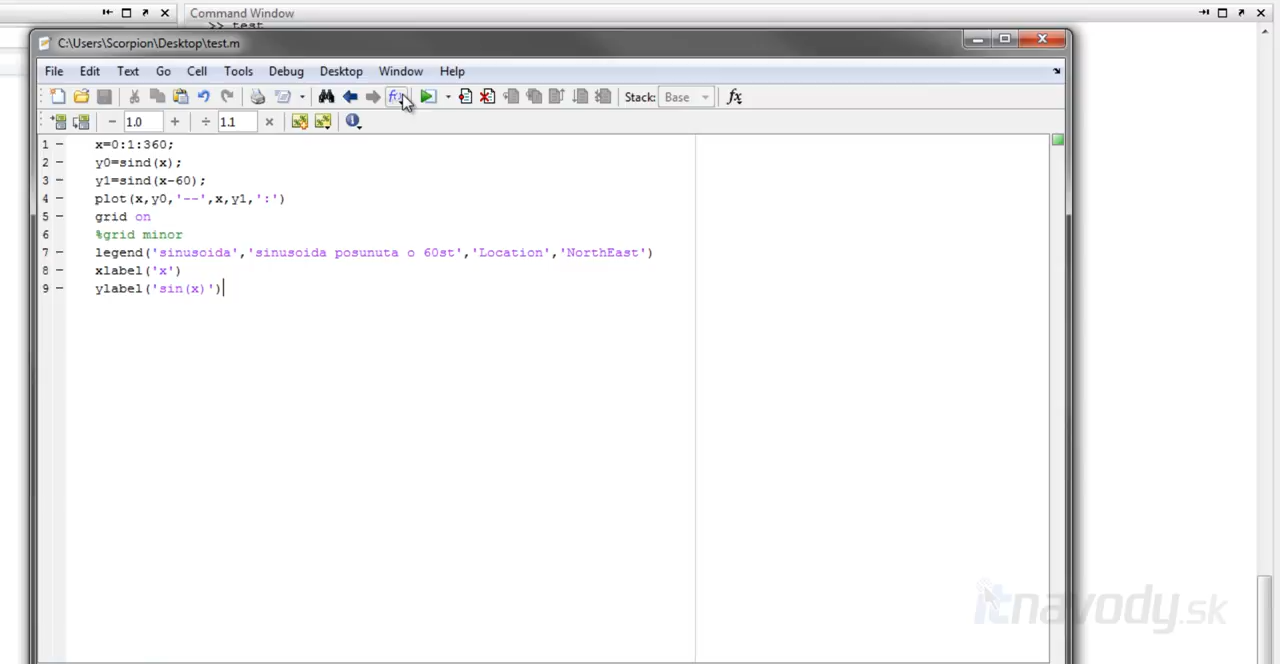 Command Window
>> test
C:\Users\Scorpion\Desktop\test.m
File Edit Text Go Cell Tools Debug Desktop Window Help
Stack: Base fx
− 1.0 + ÷ 1.1 ×
1 − x=0:1:360;
2 − y0=sind(x);
3 − y1=sind(x-60);
4 − plot(x,y0,'--',x,y1,':')
5 − grid on
6 %grid minor
7 − legend('sinusoida','sinusoida posunuta o 60st','Location','NorthEast')
8 − xlabel('x')
9 − ylabel('sin(x)')
itnavody.sk